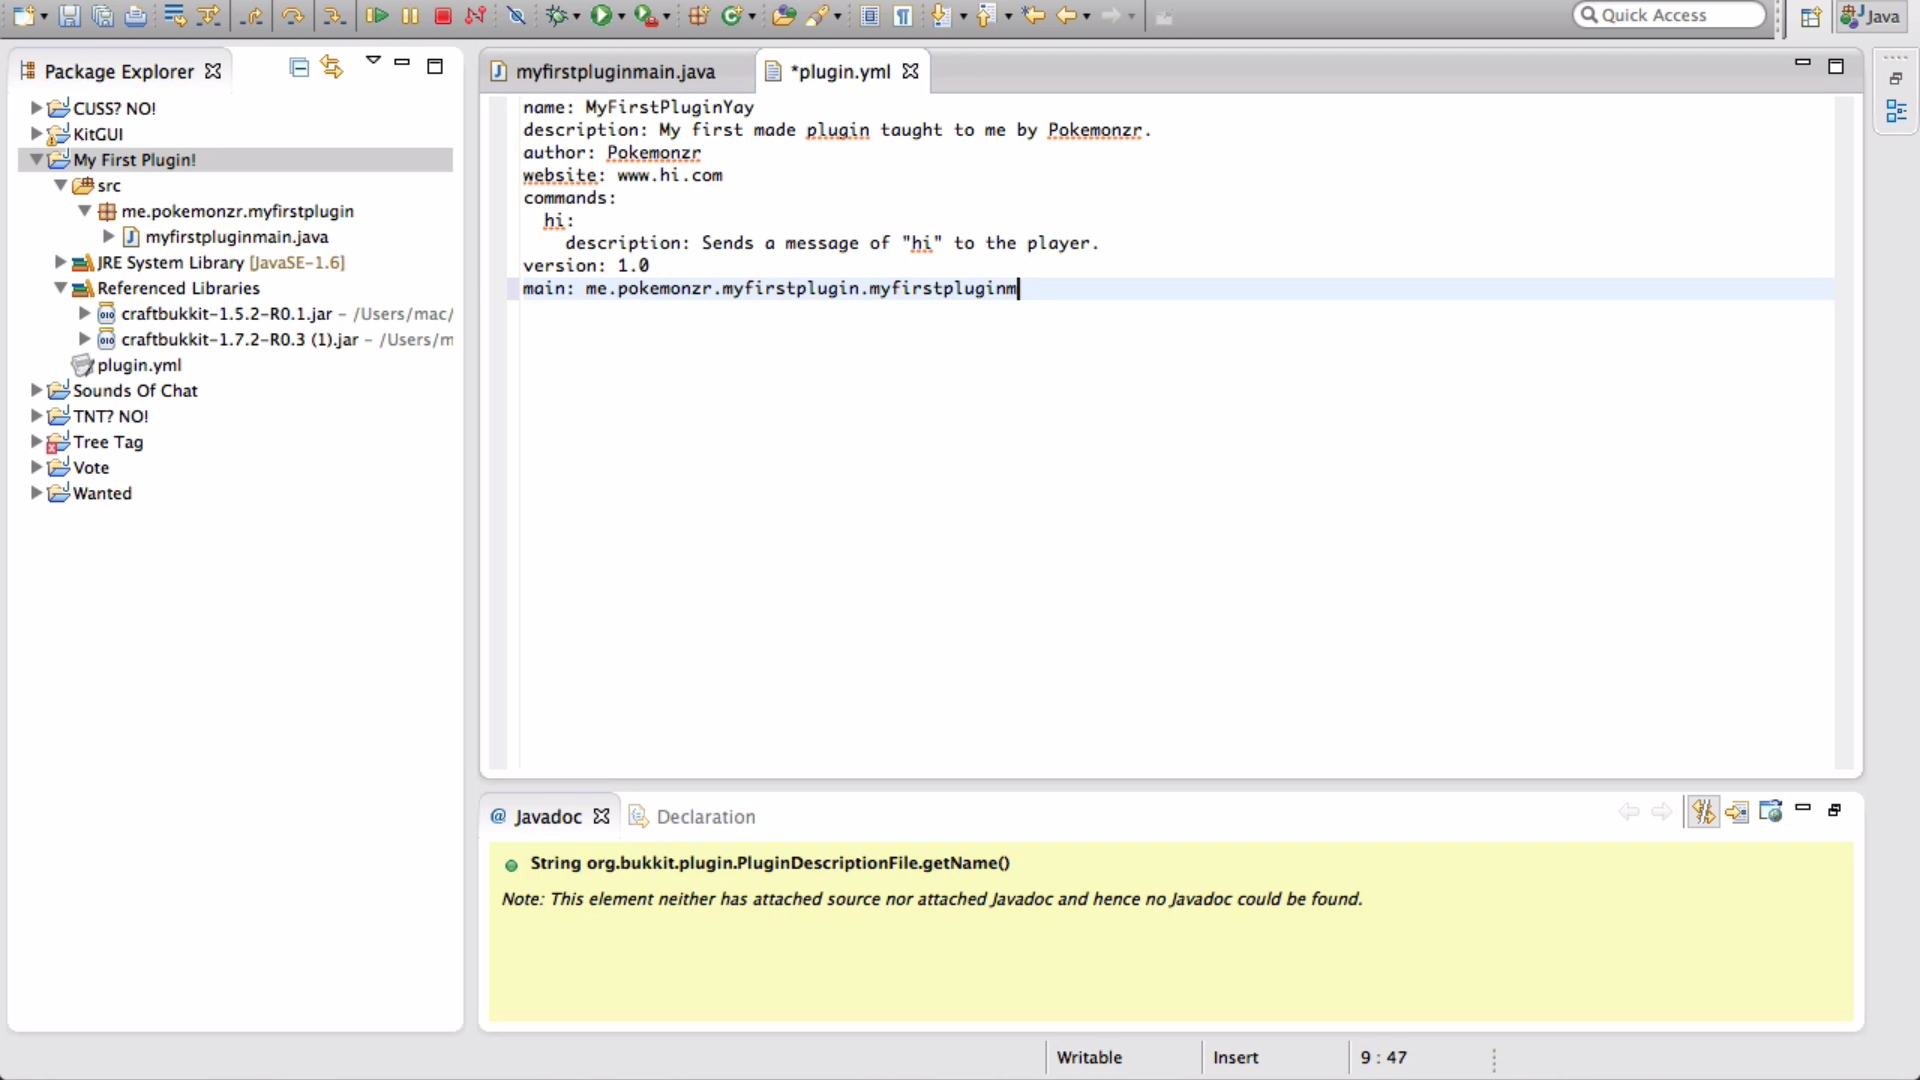 Quick Access
Java
Package Explorer
CUSS? NO!
KitGUI
My First Plugin!
src
me.pokemonzr.myfirstplugin
myfirstpluginmain.java
JRE System Library [JavaSE-1.6]
Referenced Libraries
craftbukkit-1.5.2-R0.1.jar - /Users/mac/
craftbukkit-1.7.2-R0.3 (1).jar - /Users/m
plugin.yml
Sounds Of Chat
TNT? NO!
Tree Tag
Vote
Wanted
myfirstpluginmain.java
*plugin.yml
name: MyFirstPluginYay
description: My first made plugin taught to me by Pokemonzr.
author: Pokemonzr
website: www.hi.com
commands:
hi:
description: Sends a message of "hi" to the player.
version: 1.0
main: me.pokemonzr.myfirstplugin.myfirstpluginm
@ Javadoc
Declaration
String org.bukkit.plugin.PluginDescriptionFile.getName()
Note: This element neither has attached source nor attached Javadoc and hence no Javadoc could be found.
Writable
Insert
9 : 47